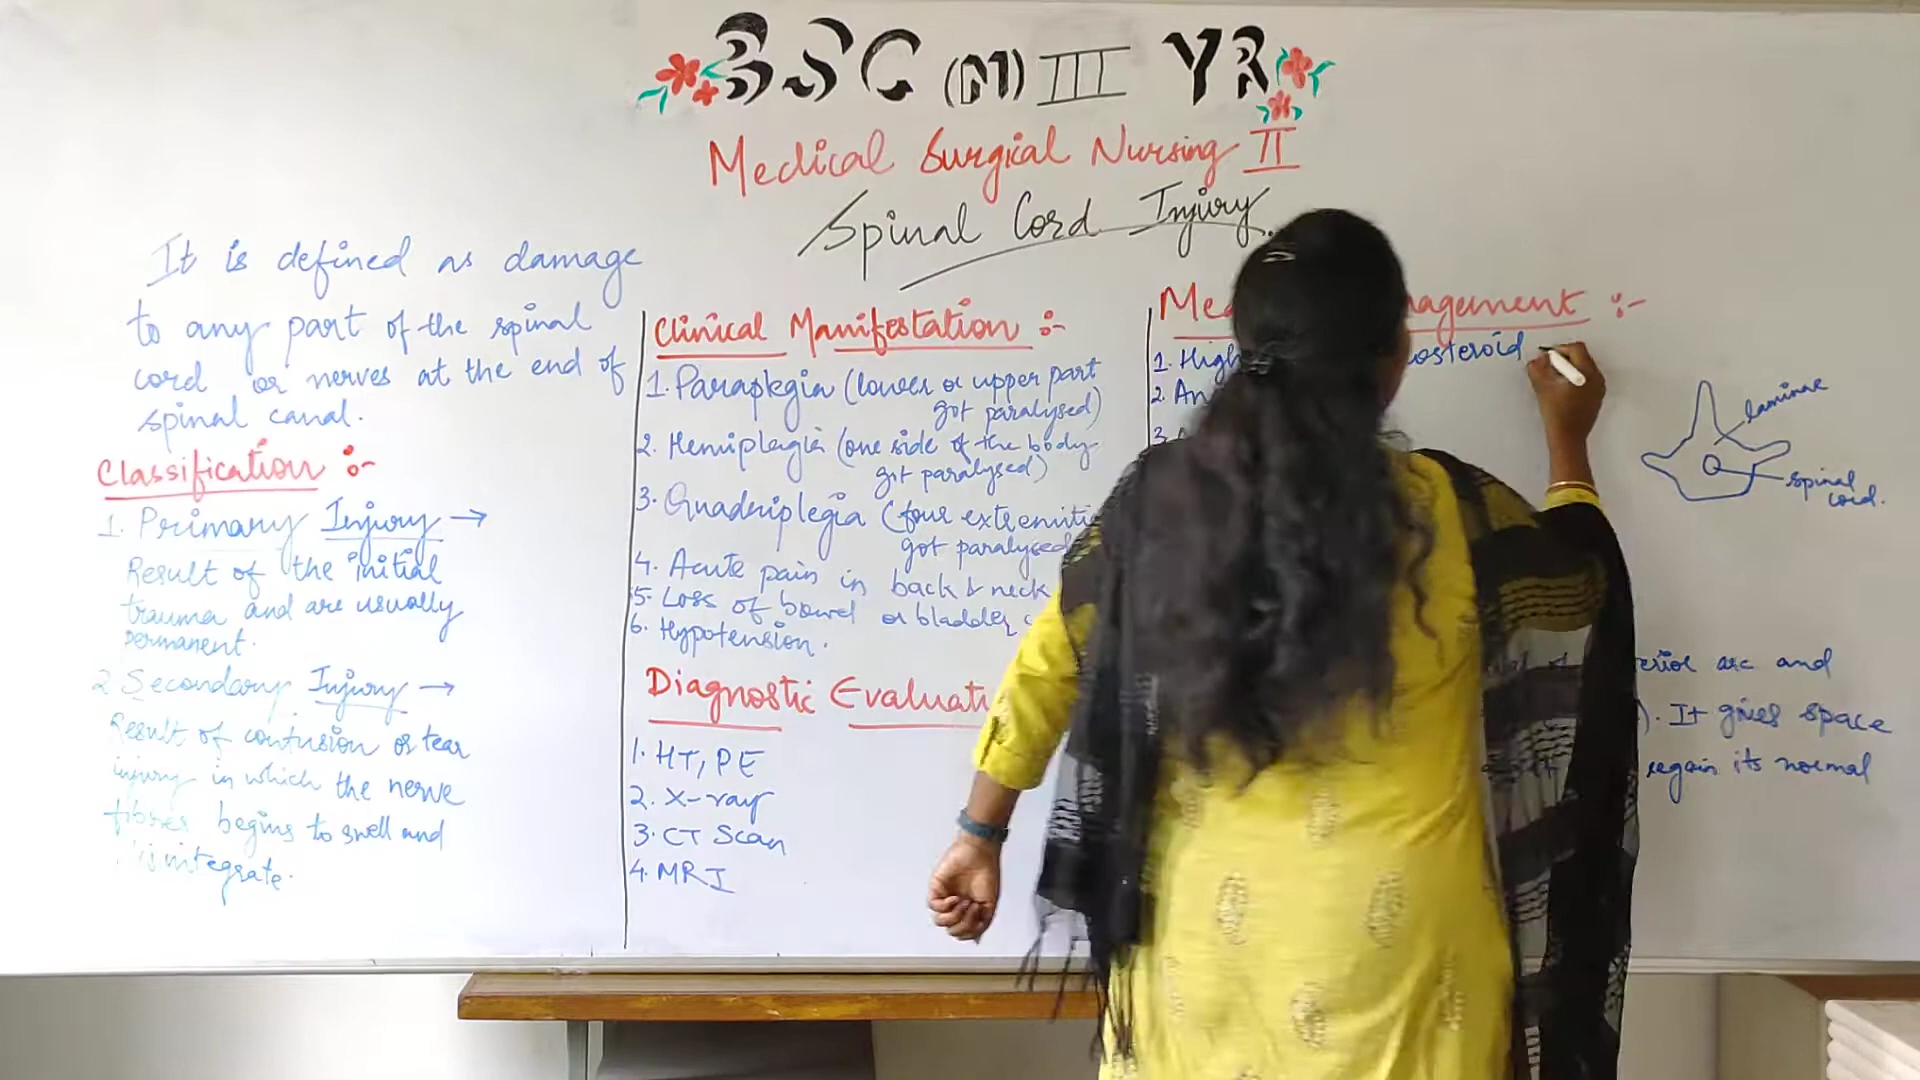 BSC (N) III YR
Medical Surgical Nursing II
Spinal Cord Injury.
It is defined as damage
to any part of the spinal
cord or nerves at the end of
spinal canal.
Classification :-
1. Primary Injury →
Result of the initial
trauma and are usually
permanent.
2 Secondary Injury →
Result of contusion or tear
injury in which the nerve
fibres begins to swell and
disintegrate.
Clinical Manifestation :-
1. Paraplegia (lower or upper part
got paralysed)
2. Hemiplegia (one side of the body
got paralysed)
3. Quadriplegia (four extremiti
got paralysed
4. Acute pain in back & neck
5. Loss of bowel or bladder
6. Hypotension.
Diagnostic Evaluati
1. HT, PE
2. X-ray
3. CT Scan
4. MRI
Med agement :-
1. High costeroid
2. An
3.
laminae
spinal
cord.
erior arc and
). It gives space
regain its normal